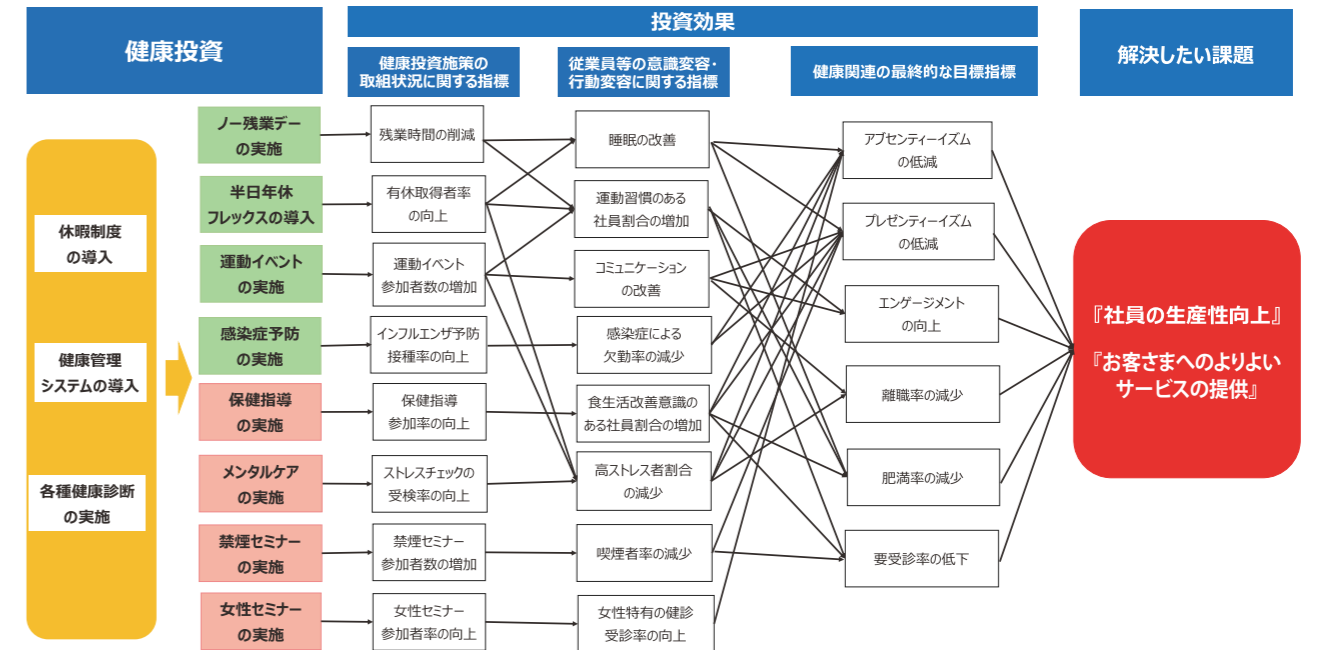 健康投資
投資効果
健康投資施策の
取組状況に関する指標
従業員等の意識変容・
行動変容に関する指標
健康関連の最終的な目標指標
解決したい課題
休暇制度
の導入
健康管理
システムの導入
各種健康診断
の実施
ノー残業デー
の実施
半日年休
フレックスの導入
運動イベント
の実施
感染症予防
の実施
保健指導
の実施
メンタルケア
の実施
禁煙セミナー
の実施
女性セミナー
の実施
残業時間の削減
有休取得者率
の向上
運動イベント
参加者数の増加
インフルエンザ予防
接種率の向上
保健指導
参加率の向上
ストレスチェックの
受検率の向上
禁煙セミナー
参加者数の増加
女性セミナー
参加者率の向上
睡眠の改善
運動習慣のある
社員割合の増加
コミュニケーション
の改善
感染症による
欠勤率の減少
食生活改善意識の
ある社員割合の増加
高ストレス者割合
の減少
喫煙者率の減少
女性特有の健診
受診率の向上
アブセンティーイズム
の低減
プレゼンティーイズム
の低減
エンゲージメント
の向上
離職率の減少
肥満率の減少
要受診率の低下
『社員の生産性向上』
『お客さまへのよりよい
サービスの提供』